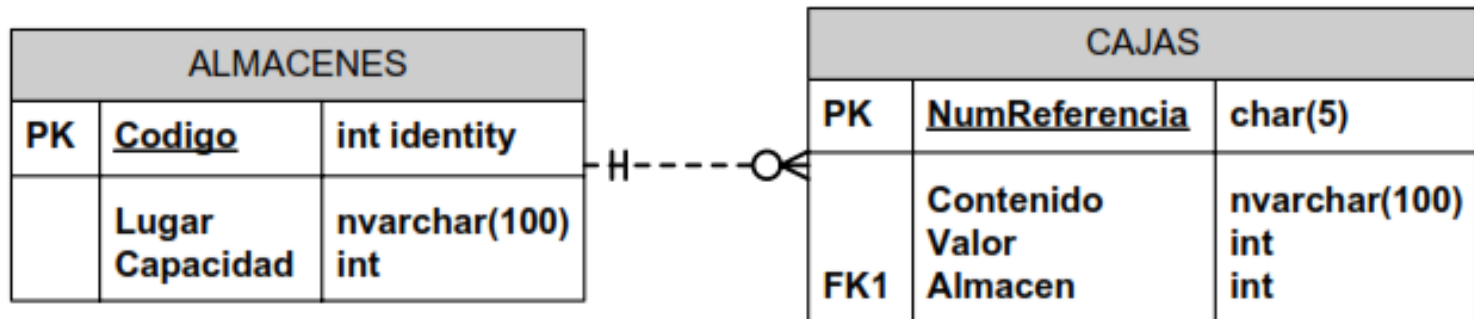 ALMACENES
PK Codigo int identity
Lugar nvarchar(100)
Capacidad int
CAJAS
PK NumReferencia char(5)
Contenido nvarchar(100)
Valor int
FK1 Almacen int